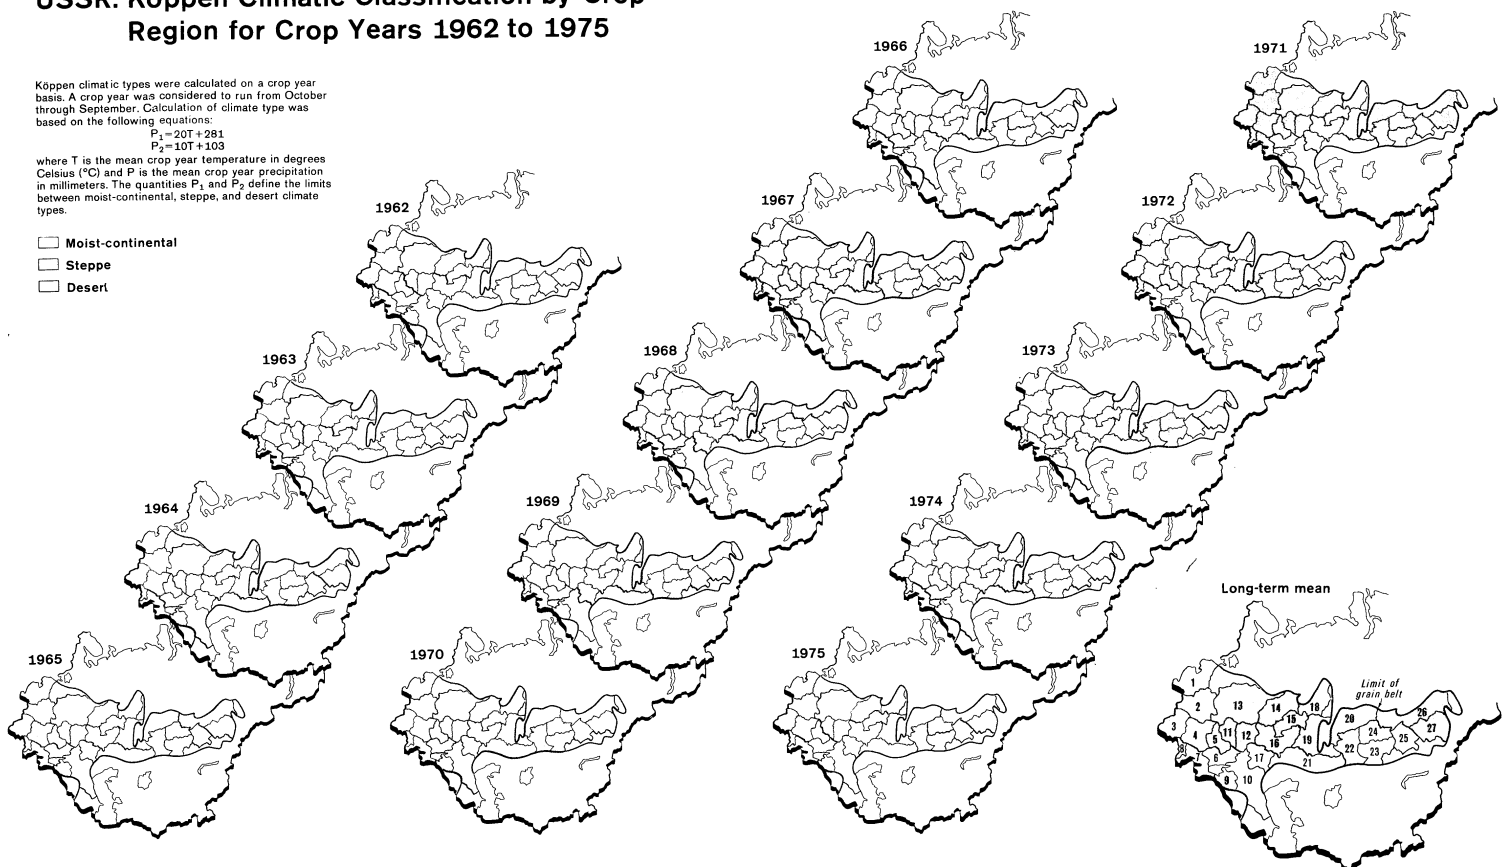 USSR: Köppen Climatic Classification by Crop
Region for Crop Years 1962 to 1975
Köppen climatic types were calculated on a crop year
basis. A crop year was considered to run from October
through September. Calculation of climate type was
based on the following equations:
P₁=20T+281
P₂=10T+103
where T is the mean crop year temperature in degrees
Celsius (°C) and P is the mean crop year precipitation
in millimeters. The quantities P₁ and P₂ define the limits
between moist-continental, steppe, and desert climate
types.
Moist-continental
Steppe
Desert
1962
1963
1964
1965
1966
1967
1968
1969
1970
1971
1972
1973
1974
1975
Long-term mean
Limit of
grain belt
1
2
3
4
5
6
7
8
9
10
11
12
13
14
15
16
17
18
19
20
21
22
23
24
25
26
27